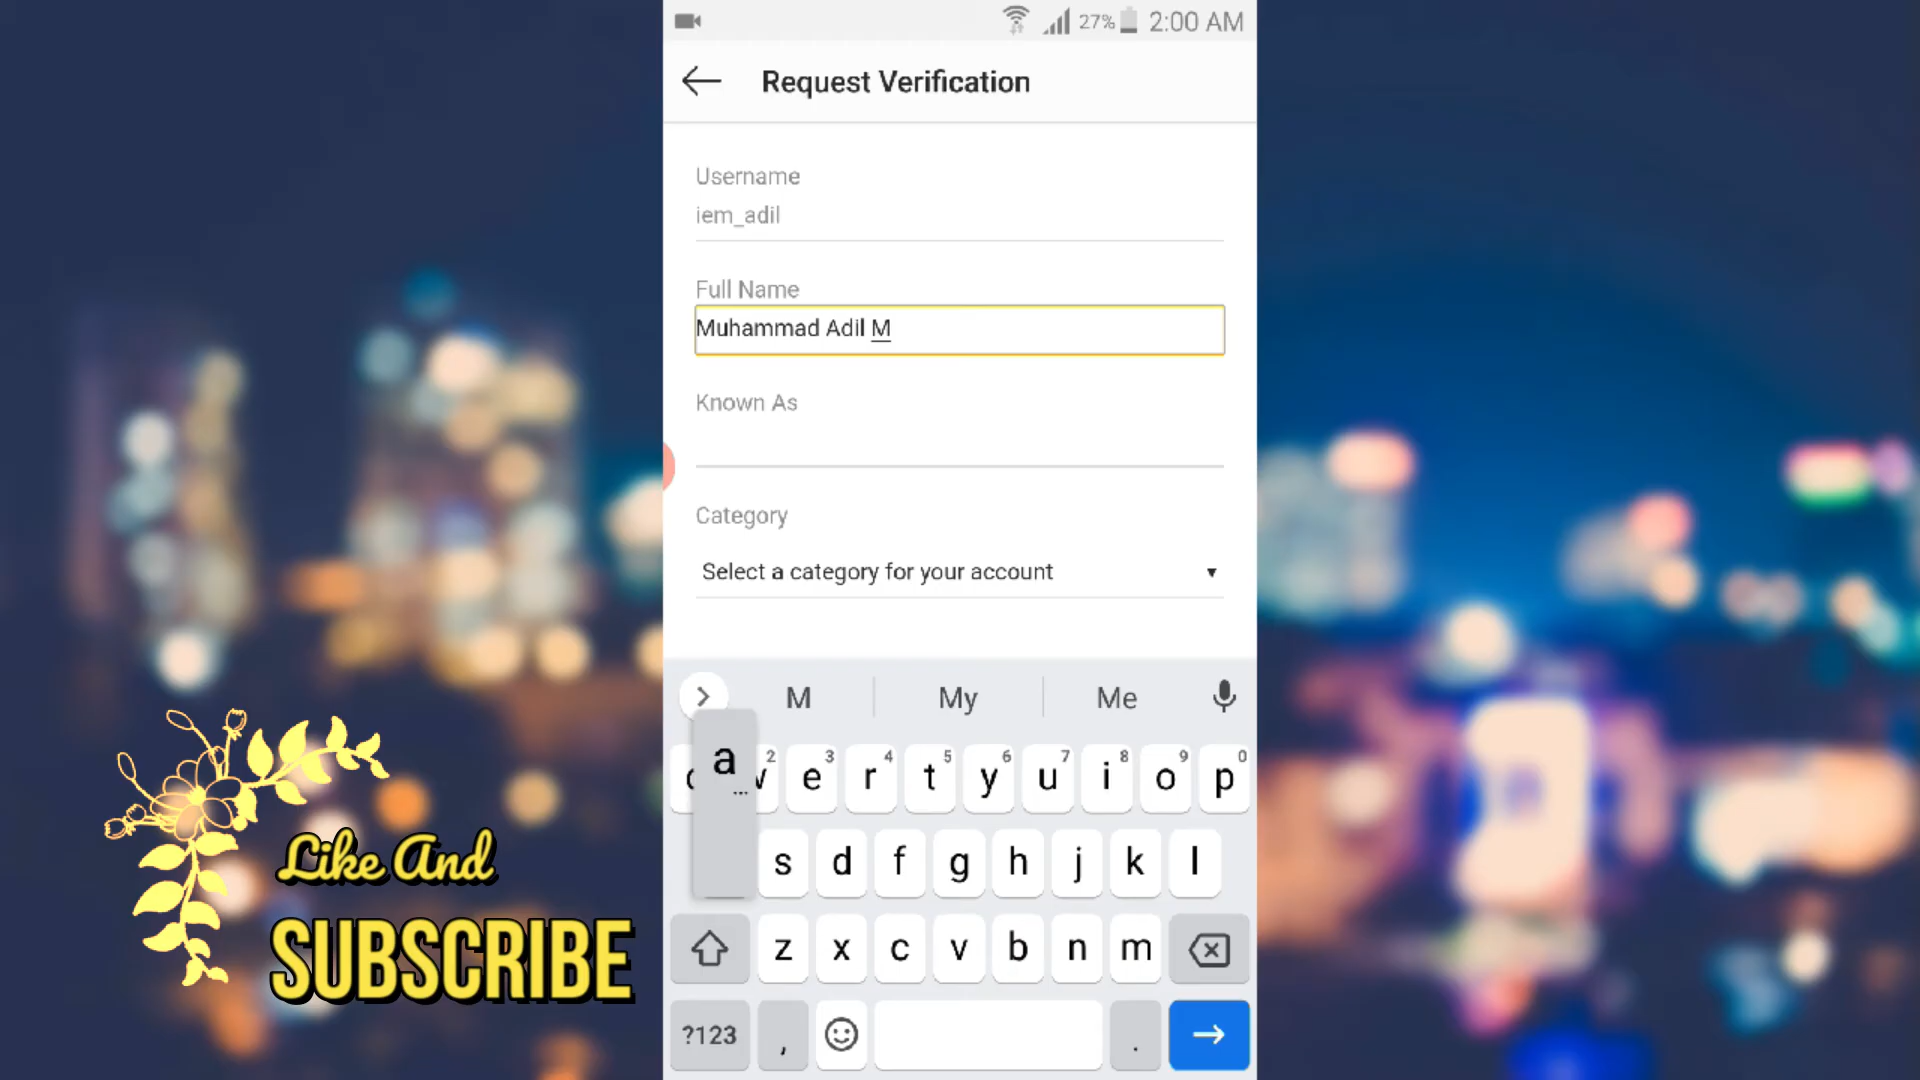 27% 2:00 AM
Request Verification
Username
iem_adil
Full Name
Muhammad Adil M
Known As
Category
Select a category for your account ▼
M My Me
a ...
2 e 3 r 4 t 5 y 6 u 7 i 8 o 9 p 0
s d f g h j k l
z x c v b n m
?123 , .
Like And
SUBSCRIBE